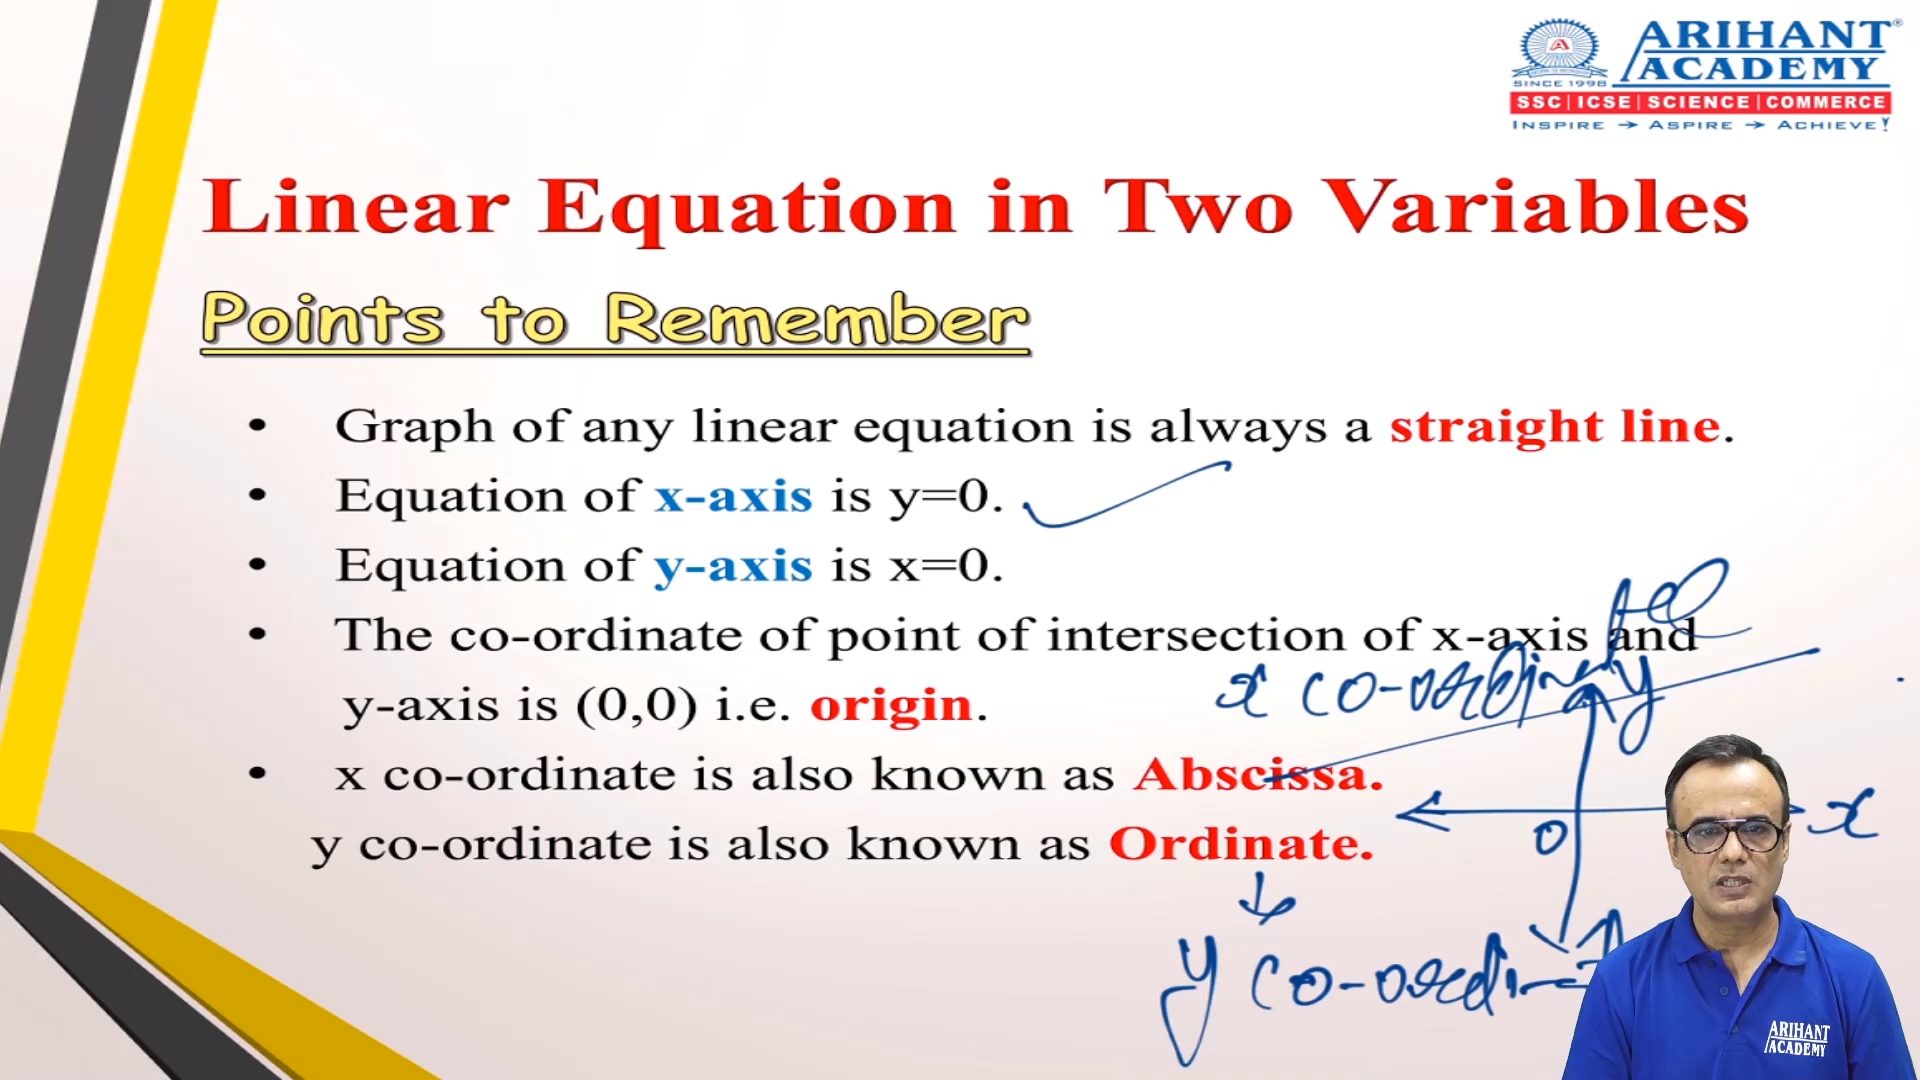 ARIHANT
ACADEMY
SINCE 1998
SSC | ICSE | SCIENCE | COMMERCE
INSPIRE → ASPIRE → ACHIEVE!
Linear Equation in Two Variables
Points to Remember
• Graph of any linear equation is always a straight line.
• Equation of x-axis is y=0.
• Equation of y-axis is x=0.
• The co-ordinate of point of intersection of x-axis and
y-axis is (0,0) i.e. origin.
x co-ordinate
y
• x co-ordinate is also known as Abscissa.
x
0
y co-ordinate is also known as Ordinate.
y co-ordin
ARIHANT
ACADEMY